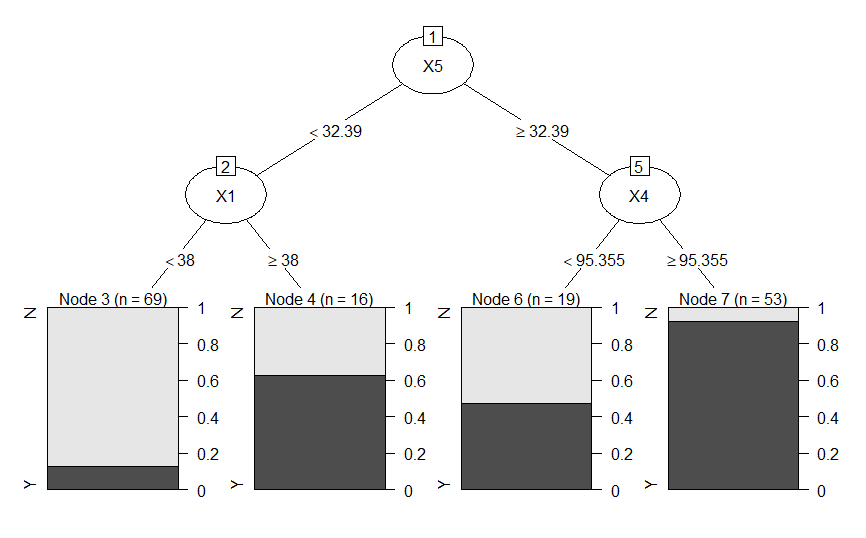 1
X5
< 32.39
≥ 32.39
2
X1
5
X4
< 38
≥ 38
< 95.355
≥ 95.355
Node 3 (n = 69)
N
Y
1
0.8
0.6
0.4
0.2
0
Node 4 (n = 16)
N
Y
1
0.8
0.6
0.4
0.2
0
Node 6 (n = 19)
N
Y
1
0.8
0.6
0.4
0.2
0
Node 7 (n = 53)
N
Y
1
0.8
0.6
0.4
0.2
0